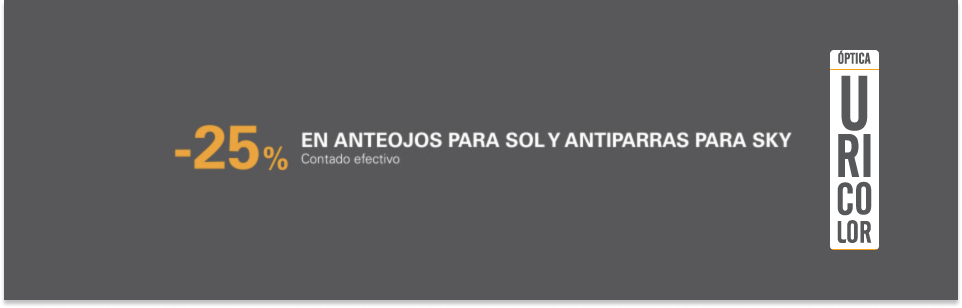 -25%
EN ANTEOJOS PARA SOL Y ANTIPARRAS PARA SKY
Contado efectivo
ÓPTICA
U
RI
CO
LOR